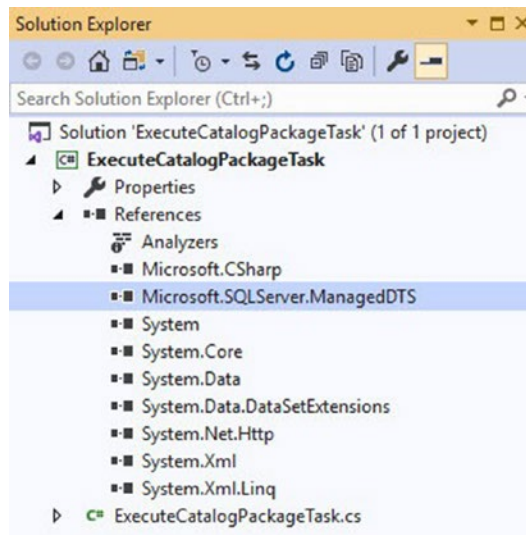 Solution Explorer
Search Solution Explorer (Ctrl+;)
Solution 'ExecuteCatalogPackageTask' (1 of 1 project)
C# ExecuteCatalogPackageTask
Properties
References
Analyzers
Microsoft.CSharp
Microsoft.SQLServer.ManagedDTS
System
System.Core
System.Data
System.Data.DataSetExtensions
System.Net.Http
System.Xml
System.Xml.Linq
C# ExecuteCatalogPackageTask.cs